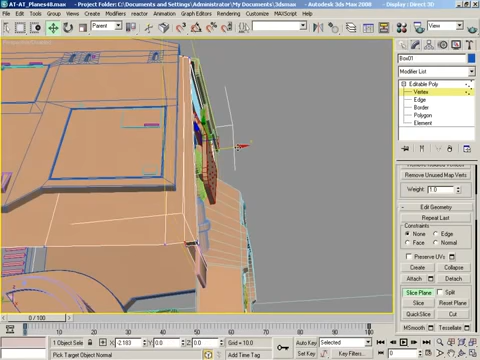 AT-AT_Planes48.max - Project Folder: C:\Documents and Settings\Administrator\My Documents\3dsmax - Autodesk 3ds Max 2008 - Display : Direct 3D
Edit Tools Group Views Create Modifiers Animation Graph Editors Rendering Customize MAXScript Help
Parent
View
Box01
Modifier List
Editable Poly
Vertex
Edge
Border
Polygon
Element
Remove Unused Map Verts
Weight: 1.0
Edit Geometry
Repeat Last
Constraints
None Edge
Face Normal
Preserve UVs
Create Collapse
Attach Detach
Slice Plane Split
Slice Reset Plane
QuickSlice Cut
MSmooth Tessellate
0 / 100
0 10 20 30 40 50 60 70 80 90 100
1 Object Sele X: -2.183 Y: 0.0 Z: 0.0 Grid = 10.0 Auto Key Selected
Pick Target Object Normal Add Time Tag Set Key Key Filters...